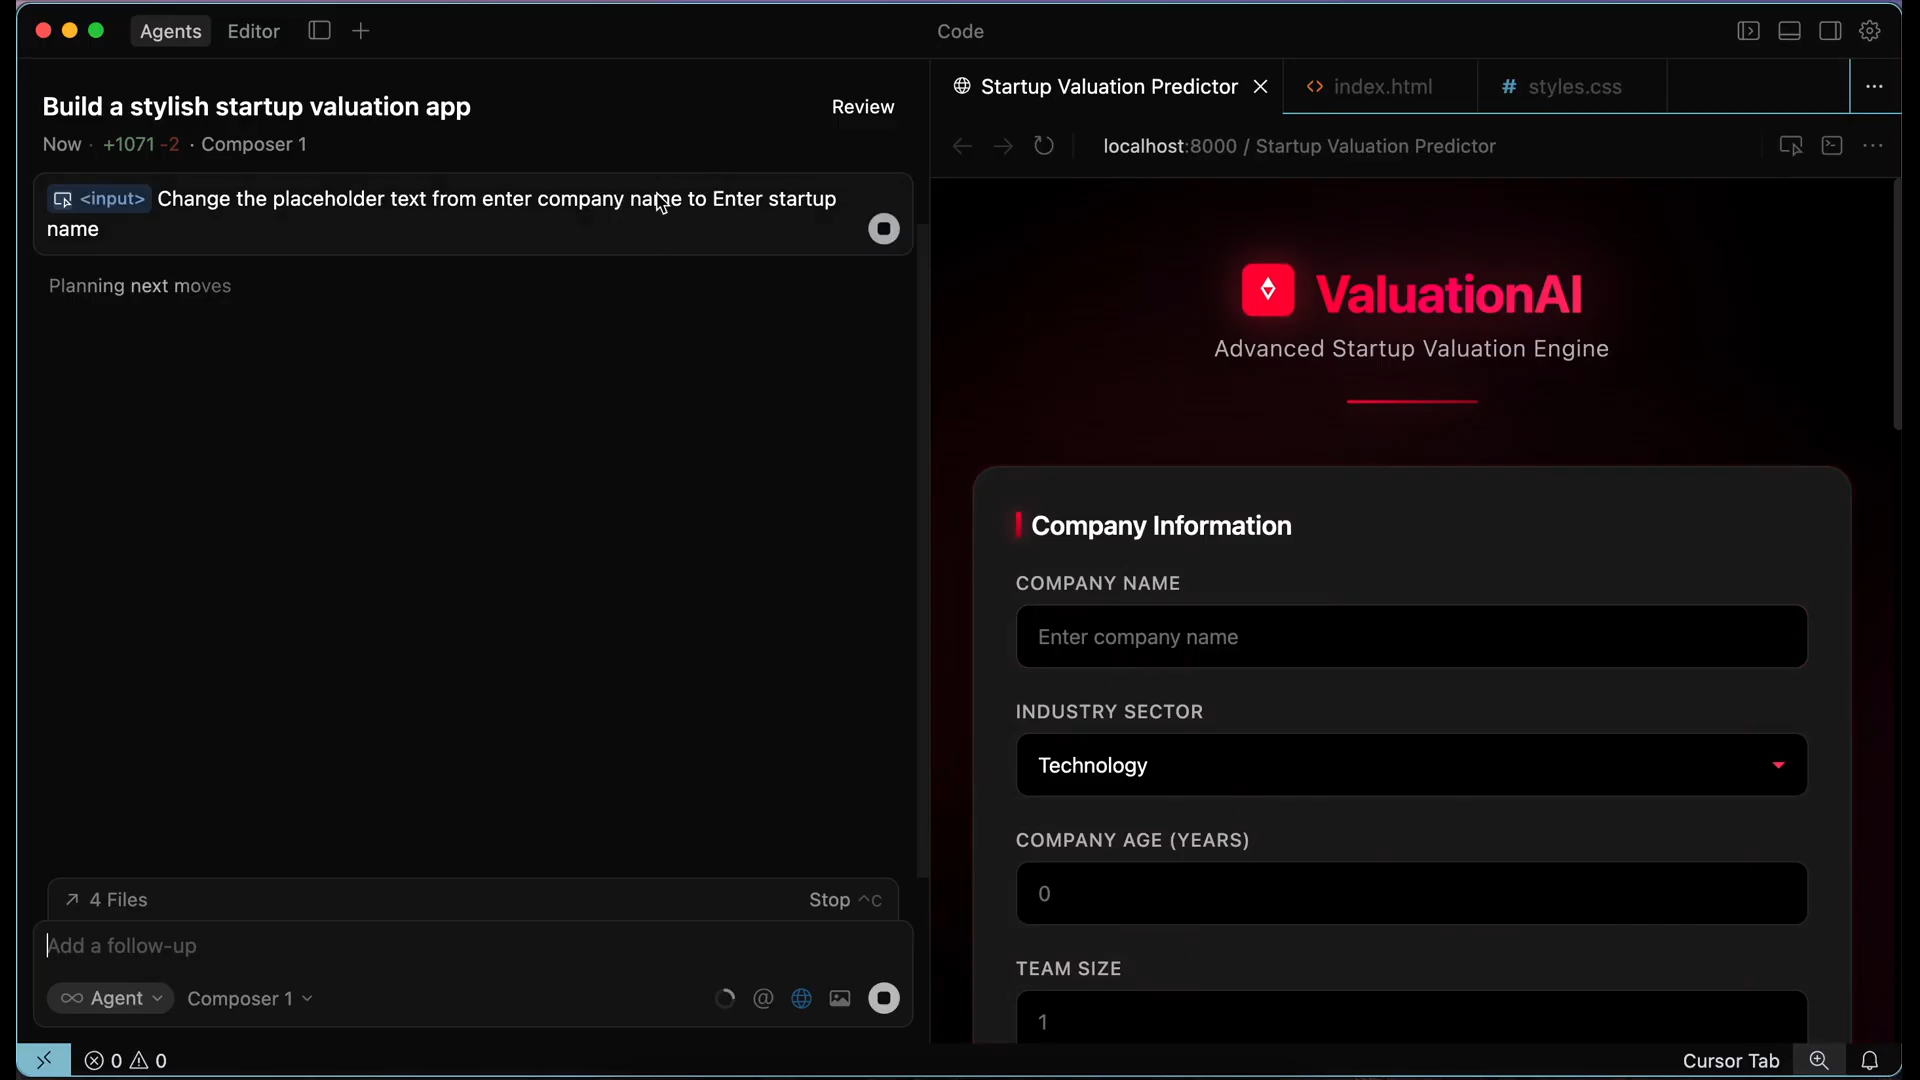 Agents
Editor
Code
Build a stylish startup valuation app
Review
Now · +1071 -2 · Composer 1
<input> Change the placeholder text from enter company name to Enter startup
name
Planning next moves
4 Files
Stop ^C
Add a follow-up
Agent
Composer 1
Startup Valuation Predictor
index.html
# styles.css
localhost:8000 / Startup Valuation Predictor
ValuationAI
Advanced Startup Valuation Engine
Company Information
COMPANY NAME
Enter company name
INDUSTRY SECTOR
Technology
COMPANY AGE (YEARS)
0
TEAM SIZE
1
0
0
Cursor Tab